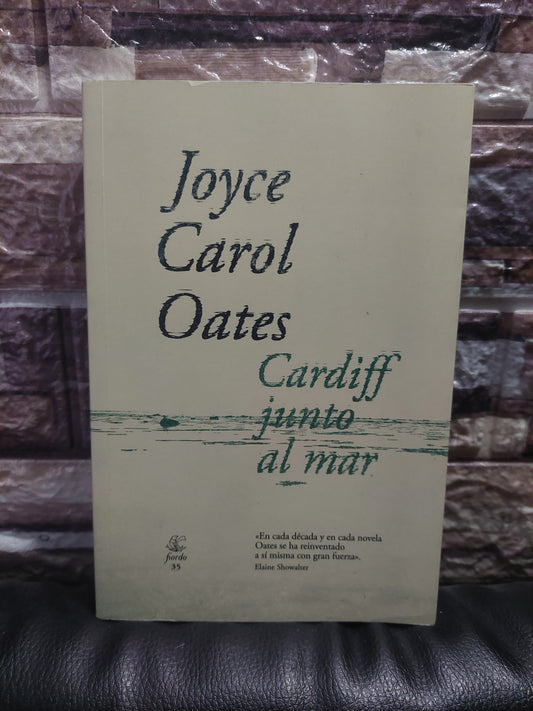 Joyce
Carol
Oates
Cardiff
junto
al mar
«En cada década y en cada novela
Oates se ha reinventado
a sí misma con gran fuerza».
Elaine Showalter
fiordo
35